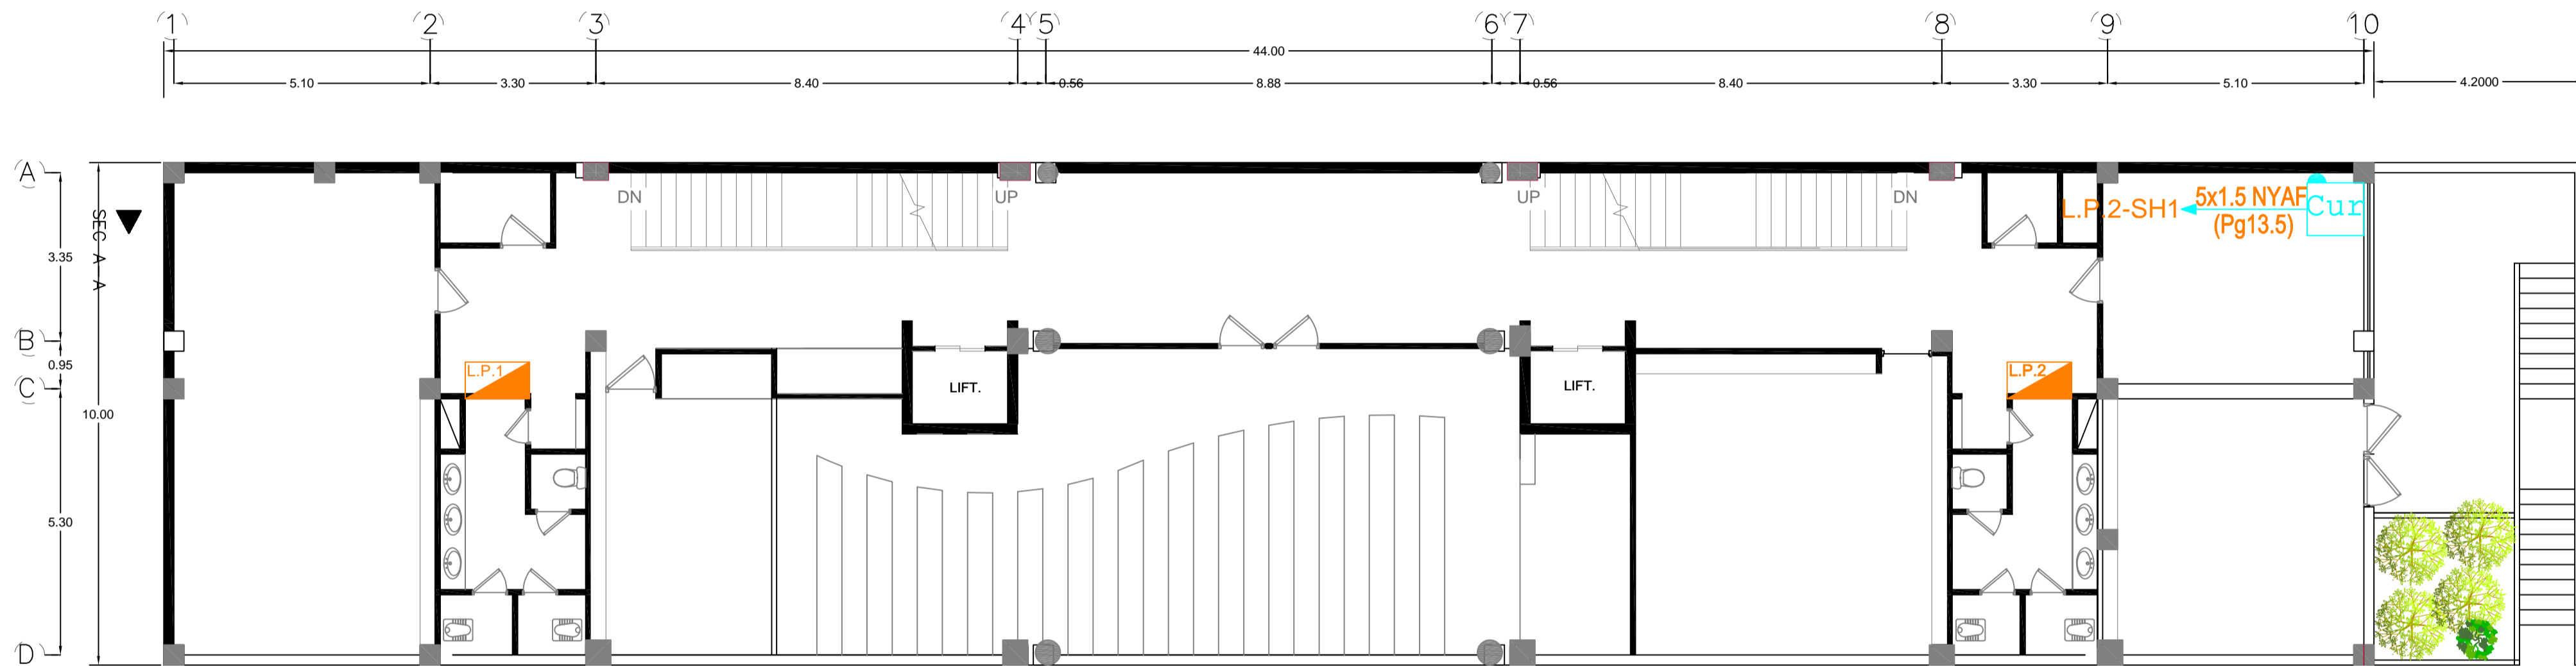 1 2 3 4 5 6 7 8 9 10
44.00
5.10 3.30 8.40 0.56 8.88 0.56 8.40 3.30 5.10 4.2000
A
B
C
D
3.35
0.95
5.30
10.00
SEC A-A
DN UP UP DN
L.P.2-SH1
5x1.5 NYAF
(Pg13.5)
Cur
L.P.1
LIFT.
LIFT.
L.P.2